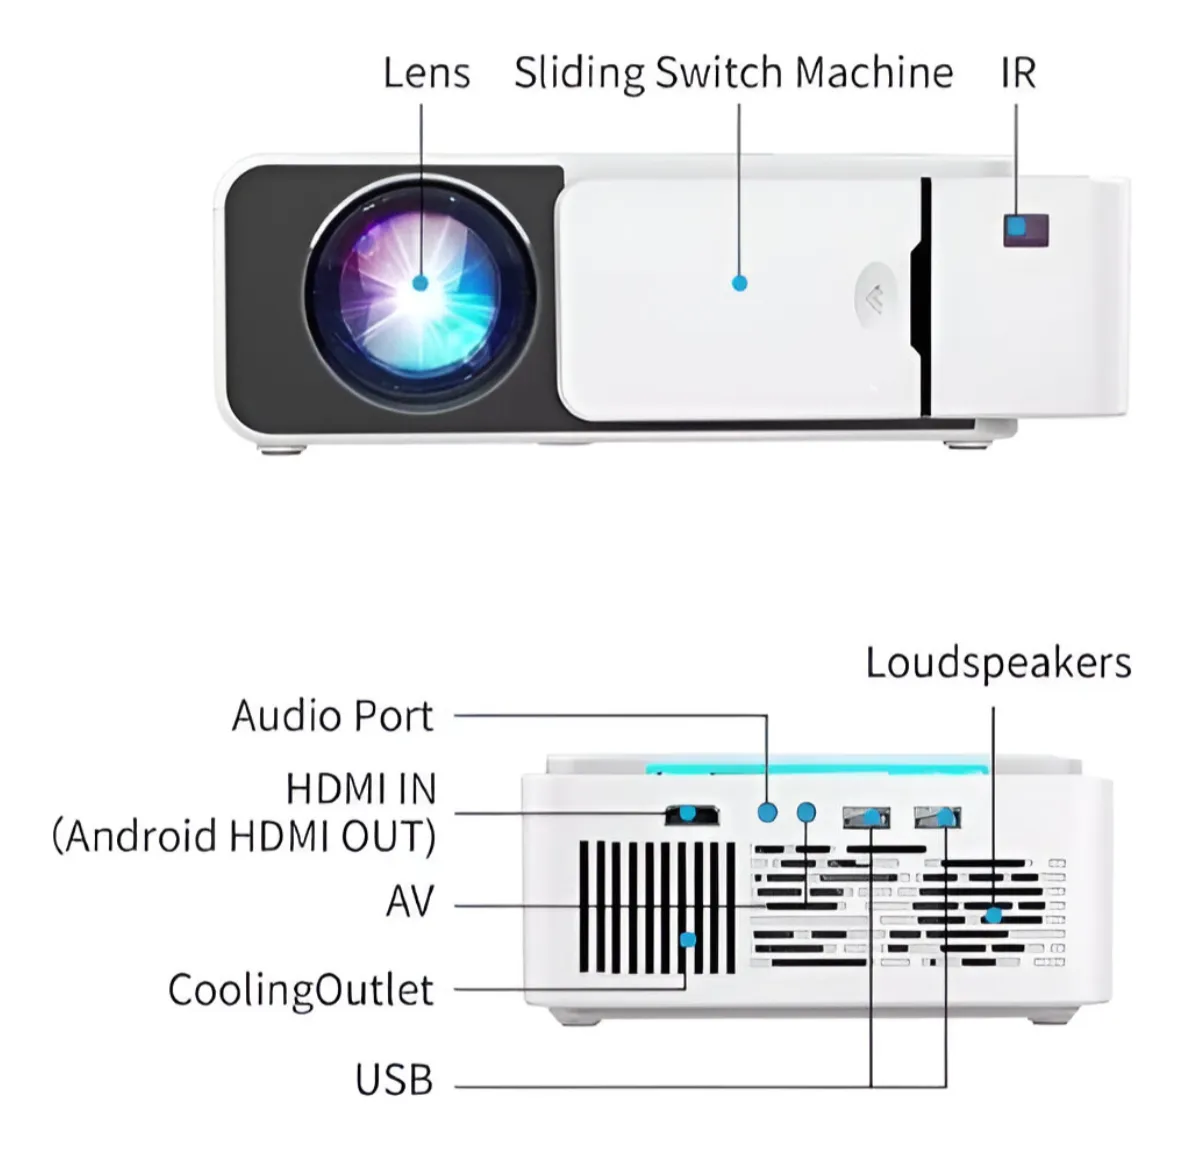 Lens
Sliding Switch Machine
IR
Loudspeakers
Audio Port
HDMI IN
(Android HDMI OUT)
AV
CoolingOutlet
USB